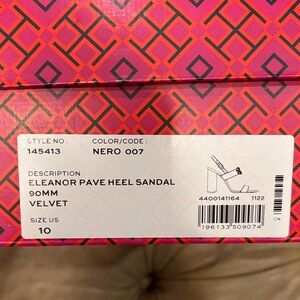 STYLE NO:
145413
COLOR/CODE:
NERO 007
DESCRIPTION
ELEANOR PAVE HEEL SANDAL
90MM
VELVET
SIZE US
10
4400141164 1122
196133509074
CN